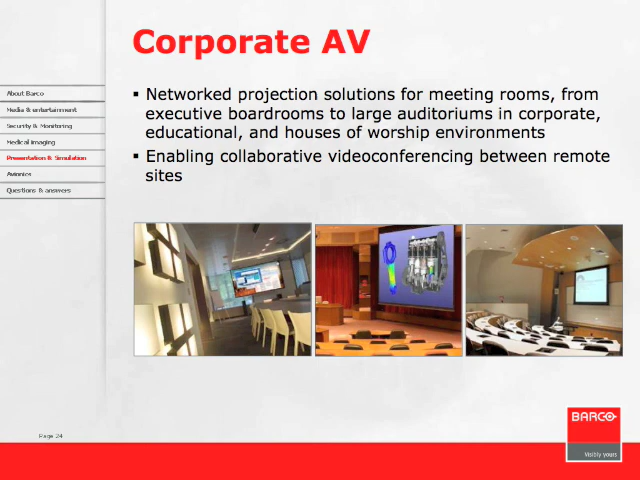 Corporate AV
About Barco
Media & entertainment
Security & Monitoring
Medical Imaging
Presentation & Simulation
Avionics
Questions & answers
▪ Networked projection solutions for meeting rooms, from
executive boardrooms to large auditoriums in corporate,
educational, and houses of worship environments
▪ Enabling collaborative videoconferencing between remote
sites
Page 24
BARCO
Visibly yours